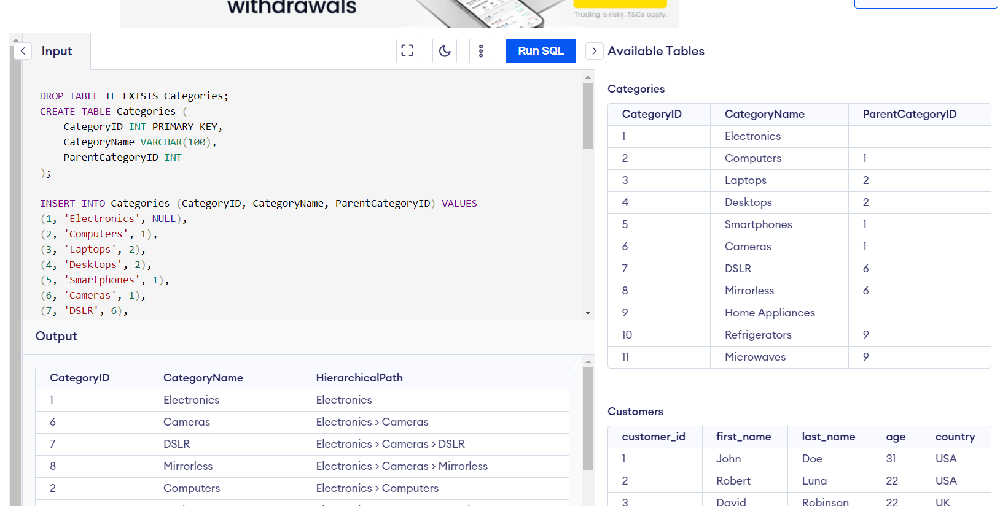 withdrawals
Trading is risky. T&Cs apply.
Input
Run SQL
DROP TABLE IF EXISTS Categories;
CREATE TABLE Categories (
CategoryID INT PRIMARY KEY,
CategoryName VARCHAR(100),
ParentCategoryID INT
);
INSERT INTO Categories (CategoryID, CategoryName, ParentCategoryID) VALUES
(1, 'Electronics', NULL),
(2, 'Computers', 1),
(3, 'Laptops', 2),
(4, 'Desktops', 2),
(5, 'Smartphones', 1),
(6, 'Cameras', 1),
(7, 'DSLR', 6),
Output
CategoryID CategoryName HierarchicalPath
1 Electronics Electronics
6 Cameras Electronics > Cameras
7 DSLR Electronics > Cameras > DSLR
8 Mirrorless Electronics > Cameras > Mirrorless
2 Computers Electronics > Computers
Available Tables
Categories
CategoryID CategoryName ParentCategoryID
1 Electronics
2 Computers 1
3 Laptops 2
4 Desktops 2
5 Smartphones 1
6 Cameras 1
7 DSLR 6
8 Mirrorless 6
9 Home Appliances
10 Refrigerators 9
11 Microwaves 9
Customers
customer_id first_name last_name age country
1 John Doe 31 USA
2 Robert Luna 22 USA
3 David Robinson 22 UK